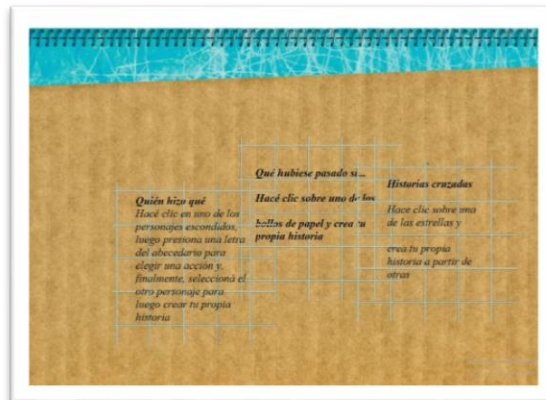 Quién hizo qué
Hacé clic en uno de los
personajes escondidos,
luego presiona una letra
del abecedario para
elegir una acción y,
finalmente, seleccioná el
otro personaje para
luego crear tu propia
historia
Qué hubiese pasado si...
Hacé clic sobre uno de los
bollos de papel y crea tu
propia historia
Historias cruzadas
Hace clic sobre una
de las estrellas y
crea tu propia
historia a partir de
otras